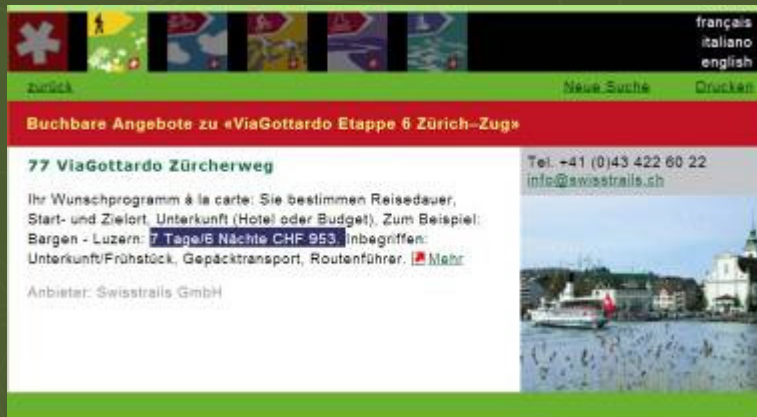 français
italiano
english
zurück
Neue Suche Drucken
Buchbare Angebote zu «ViaGottardo Etappe 6 Zürich–Zug»
77 ViaGottardo Zürcherweg
Ihr Wunschprogramm à la carte: Sie bestimmen Reisedauer,
Start- und Zielort, Unterkunft (Hotel oder Budget). Zum Beispiel:
Bargen - Luzern: 7 Tage/6 Nächte CHF 953. Inbegriffen:
Unterkunft/Frühstück, Gepäcktransport, Routenführer. Mehr
Anbieter: Swisstrails GmbH
Tel. +41 (0)43 422 60 22
info@swisstrails.ch